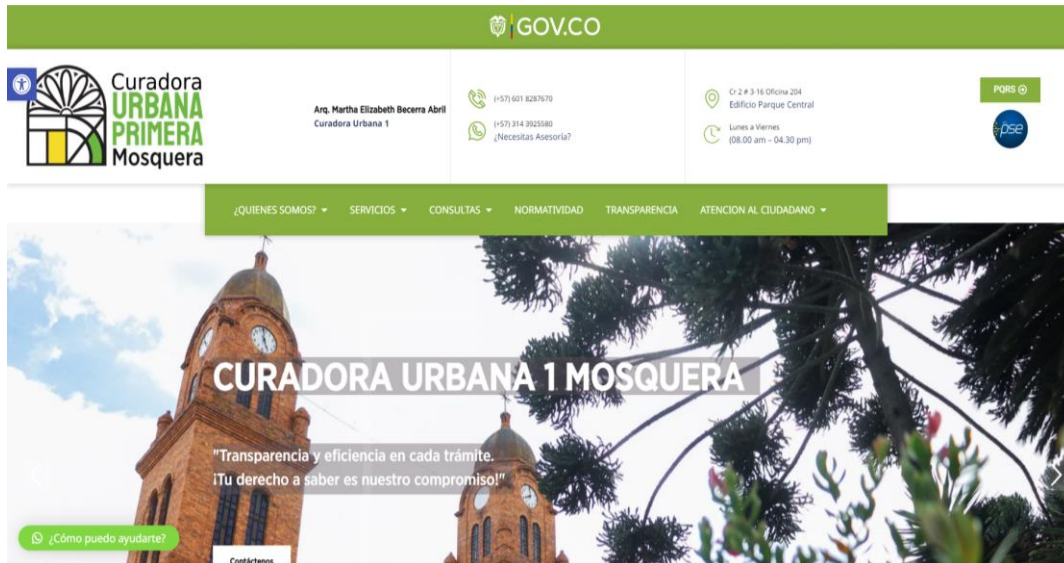 GOV.CO
Curadora
URBANA
PRIMERA
Mosquera
Arq. Martha Elizabeth Becerra Abril
Curadora Urbana 1
(+57) 601 8287670
(+57) 314 3925580
¿Necesitas Asesoría?
Cr 2 # 3-16 Oficina 204
Edificio Parque Central
Lunes a Viernes
(08.00 am – 04.30 pm)
PQRS
pse
¿QUIENES SOMOS?
SERVICIOS
CONSULTAS
NORMATIVIDAD
TRANSPARENCIA
ATENCION AL CIUDADANO
CURADORA URBANA 1 MOSQUERA
"Transparencia y eficiencia en cada trámite.
¡Tu derecho a saber es nuestro compromiso!"
¿Cómo puedo ayudarte?
Contáctenos